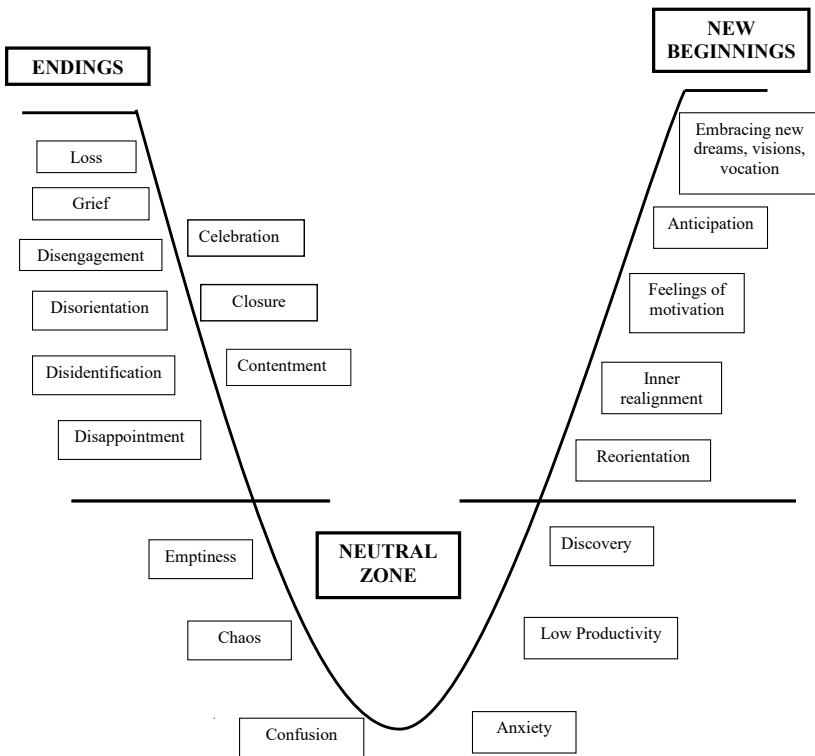 ENDINGS
NEW
BEGINNINGS
Loss
Grief
Disengagement
Disorientation
Disidentification
Disappointment
Celebration
Closure
Contentment
Embracing new
dreams, visions,
vocation
Anticipation
Feelings of
motivation
Inner
realignment
Reorientation
NEUTRAL
ZONE
Emptiness
Chaos
Confusion
Discovery
Low Productivity
Anxiety